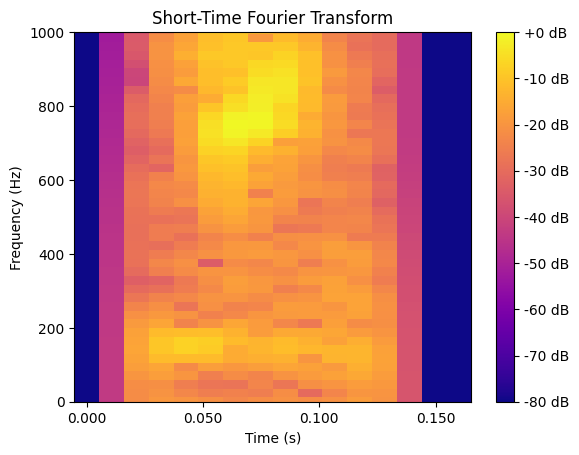 Short-Time Fourier Transform
1000
800
600
400
200
0
Frequency (Hz)
0.000
0.050
0.100
0.150
Time (s)
+0 dB
-10 dB
-20 dB
-30 dB
-40 dB
-50 dB
-60 dB
-70 dB
-80 dB